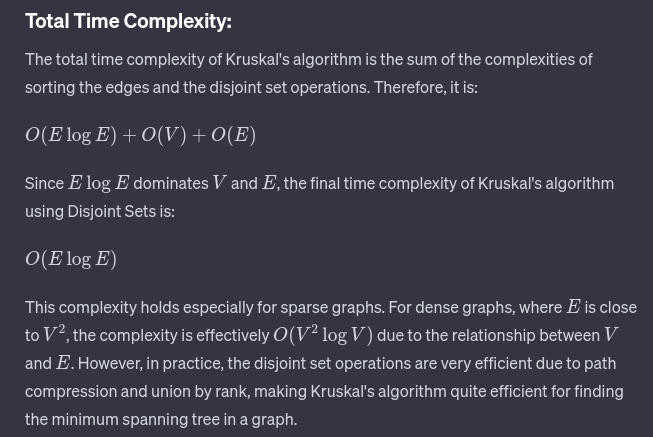 Total Time Complexity:
The total time complexity of Kruskal's algorithm is the sum of the complexities of
sorting the edges and the disjoint set operations. Therefore, it is:
O(E log E) + O(V) + O(E)
Since E log E dominates V and E, the final time complexity of Kruskal's algorithm
using Disjoint Sets is:
O(E log E)
This complexity holds especially for sparse graphs. For dense graphs, where E is close
to V², the complexity is effectively O(V² log V) due to the relationship between V
and E. However, in practice, the disjoint set operations are very efficient due to path
compression and union by rank, making Kruskal's algorithm quite efficient for finding
the minimum spanning tree in a graph.